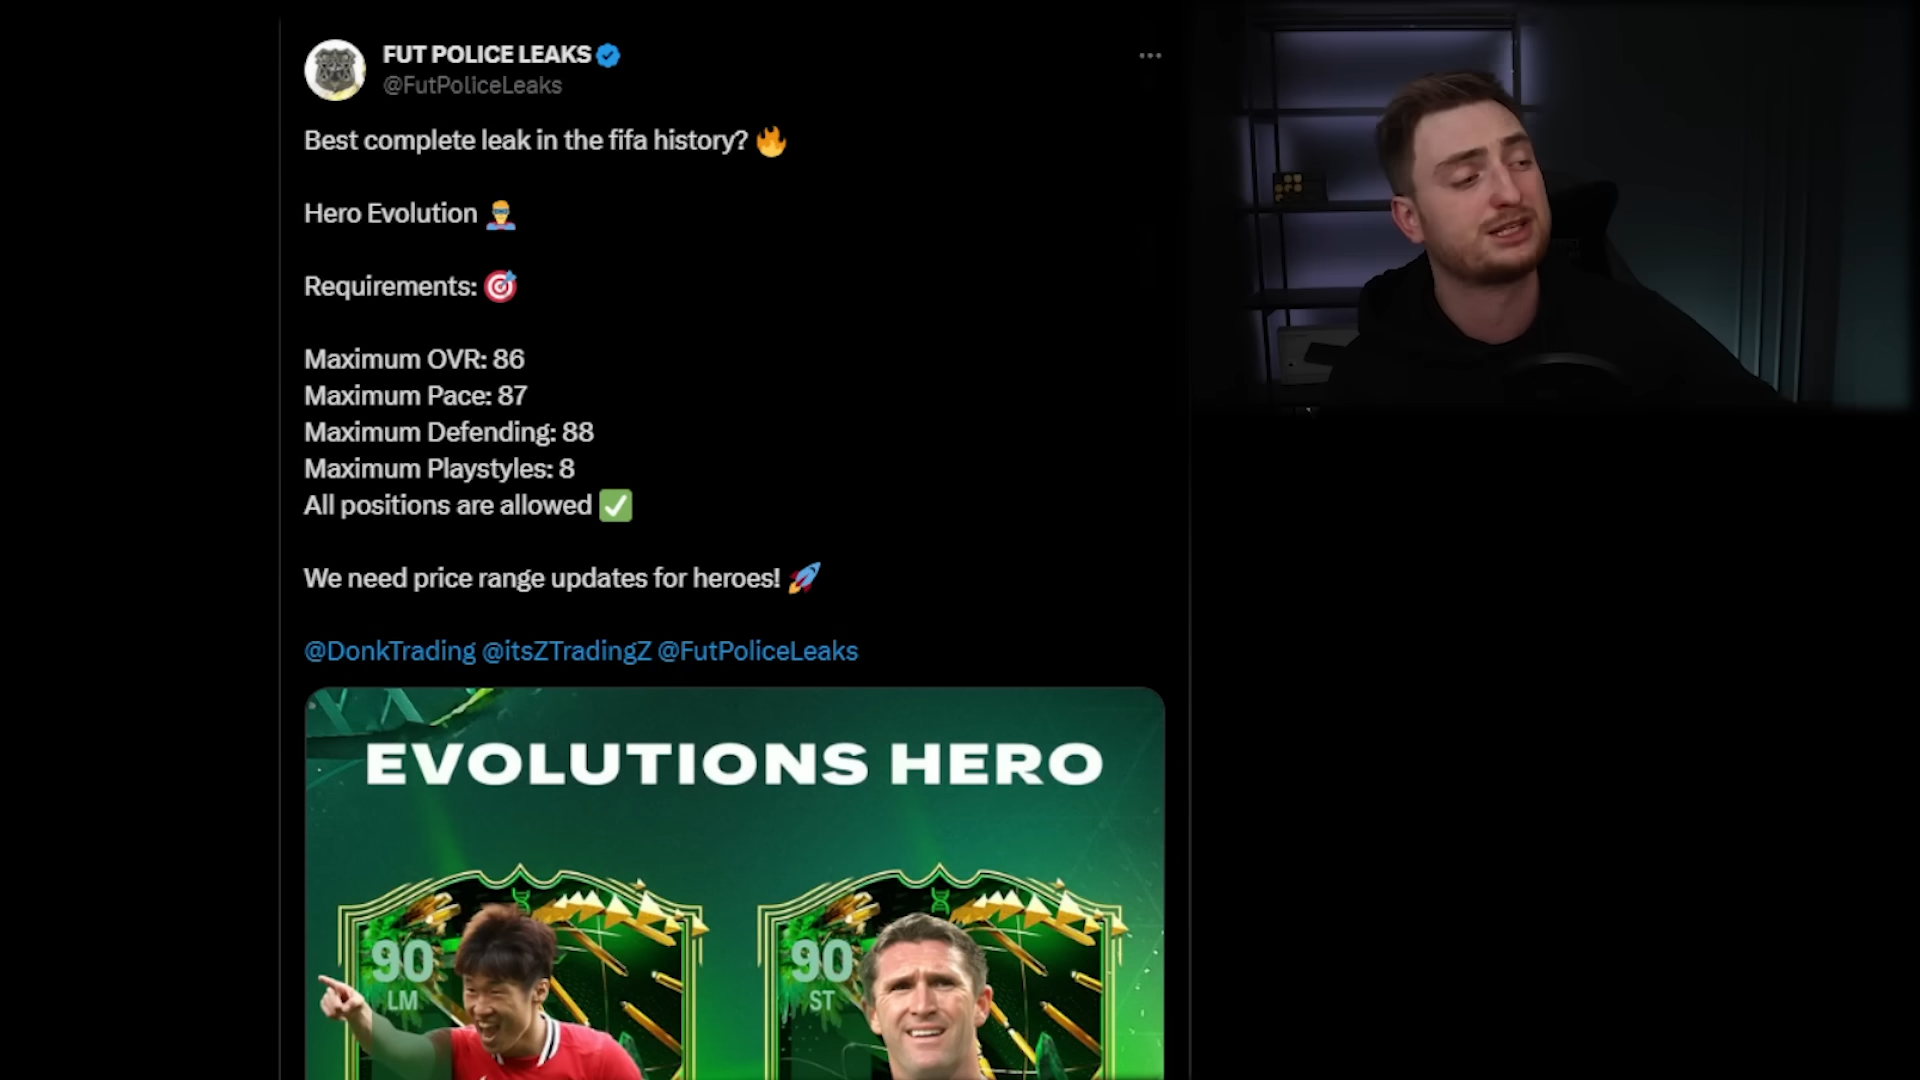 FUT POLICE LEAKS
@FutPoliceLeaks
Best complete leak in the fifa history? 🔥
Hero Evolution 🦸‍♂️
Requirements: 🎯
Maximum OVR: 86
Maximum Pace: 87
Maximum Defending: 88
Maximum Playstyles: 8
All positions are allowed ✅
We need price range updates for heroes! 🚀
@DonkTrading @itsZTradingZ @FutPoliceLeaks
EVOLUTIONS HERO
90
LM
90
ST